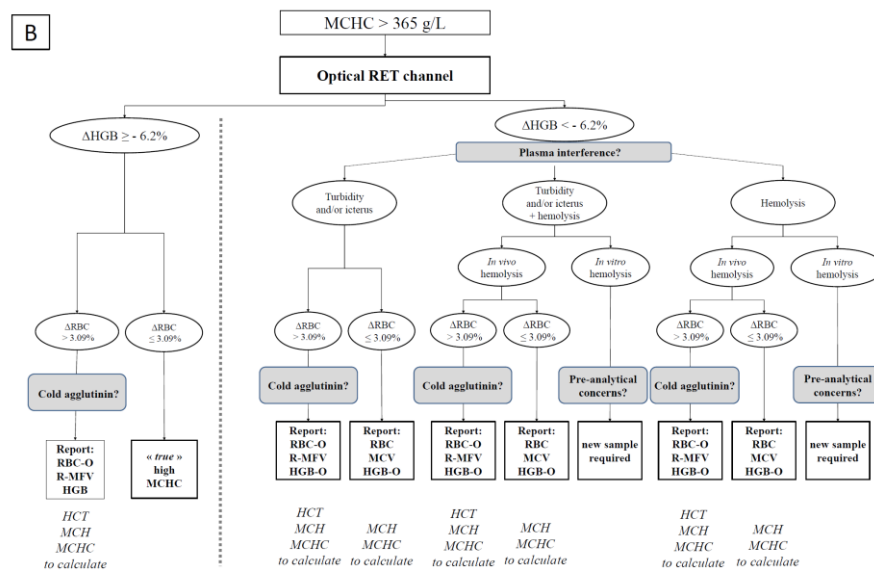 B
MCHC > 365 g/L
Optical RET channel
ΔHGB ≥ - 6.2%
ΔHGB < - 6.2%
Plasma interference?
Turbidity
and/or icterus
Turbidity
and/or icterus
+ hemolysis
Hemolysis
In vivo
hemolysis
In vitro
hemolysis
In vivo
hemolysis
In vitro
hemolysis
ΔRBC
> 3.09%
ΔRBC
≤ 3.09%
ΔRBC
> 3.09%
ΔRBC
≤ 3.09%
ΔRBC
> 3.09%
ΔRBC
≤ 3.09%
ΔRBC
> 3.09%
ΔRBC
≤ 3.09%
Cold agglutinin?
Cold agglutinin?
Cold agglutinin?
Pre-analytical
concerns?
Cold agglutinin?
Pre-analytical
concerns?
Report:
RBC-O
R-MFV
HGB
« true »
high
MCHC
Report:
RBC-O
R-MFV
HGB-O
Report:
RBC
MCV
HGB-O
Report:
RBC-O
R-MFV
HGB-O
Report:
RBC
MCV
HGB-O
new sample
required
Report:
RBC-O
R-MFV
HGB-O
Report:
RBC
MCV
HGB-O
new sample
required
HCT
MCH
MCHC
to calculate
HCT
MCH
MCHC
to calculate
MCH
MCHC
to calculate
HCT
MCH
MCHC
to calculate
MCH
MCHC
to calculate
HCT
MCH
MCHC
to calculate
MCH
MCHC
to calculate